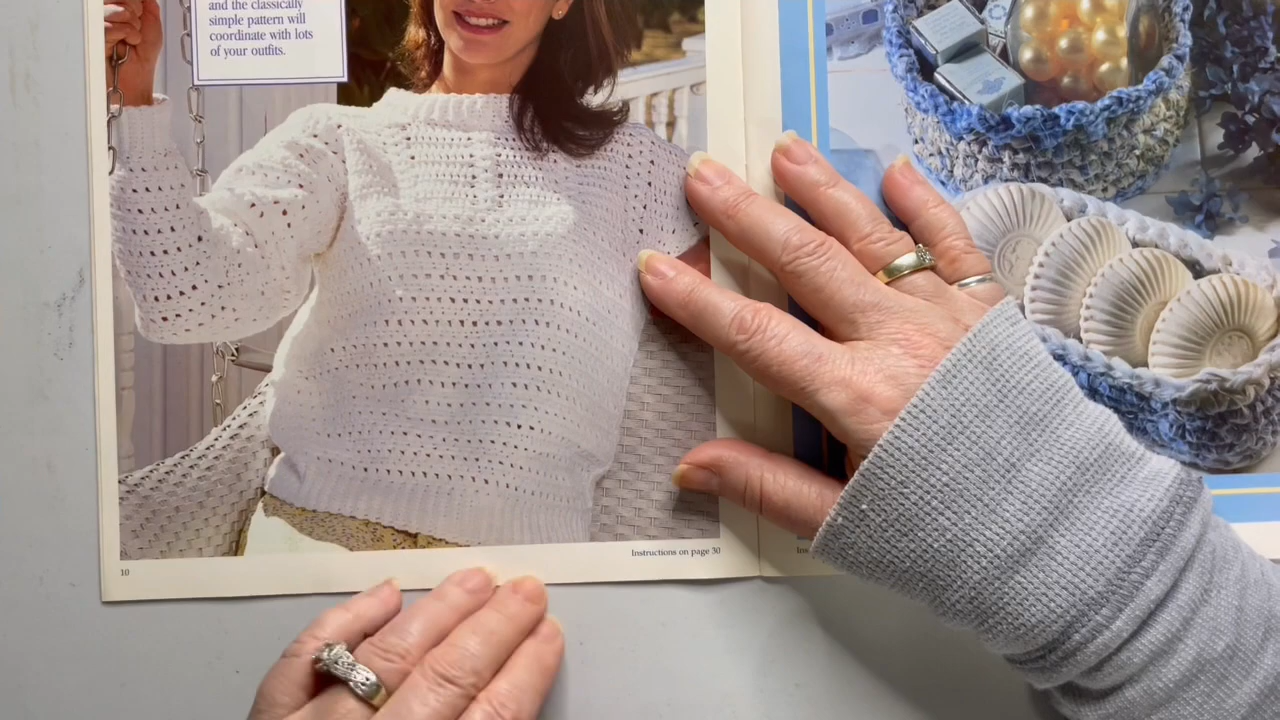 and the classically
simple pattern will
coordinate with lots
of your outfits.
Instructions on page 30
10